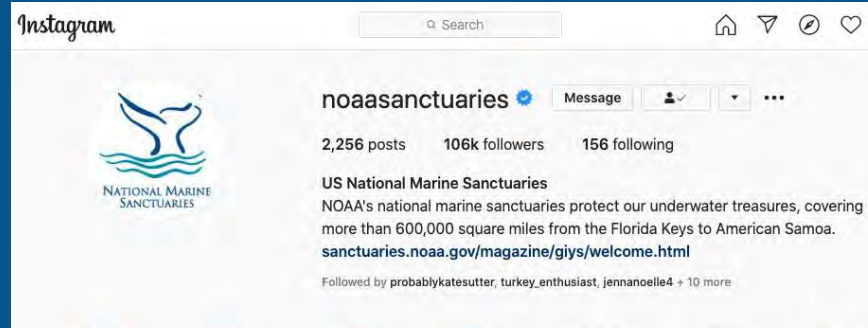 Instagram
Search
noaasanctuaries
Message
2,256 posts 106k followers 156 following
US National Marine Sanctuaries
NOAA's national marine sanctuaries protect our underwater treasures, covering
more than 600,000 square miles from the Florida Keys to American Samoa.
sanctuaries.noaa.gov/magazine/giys/welcome.html
Followed by probablykatesutter, turkey_enthusiast, jennanoelle4 + 10 more
NATIONAL MARINE
SANCTUARIES